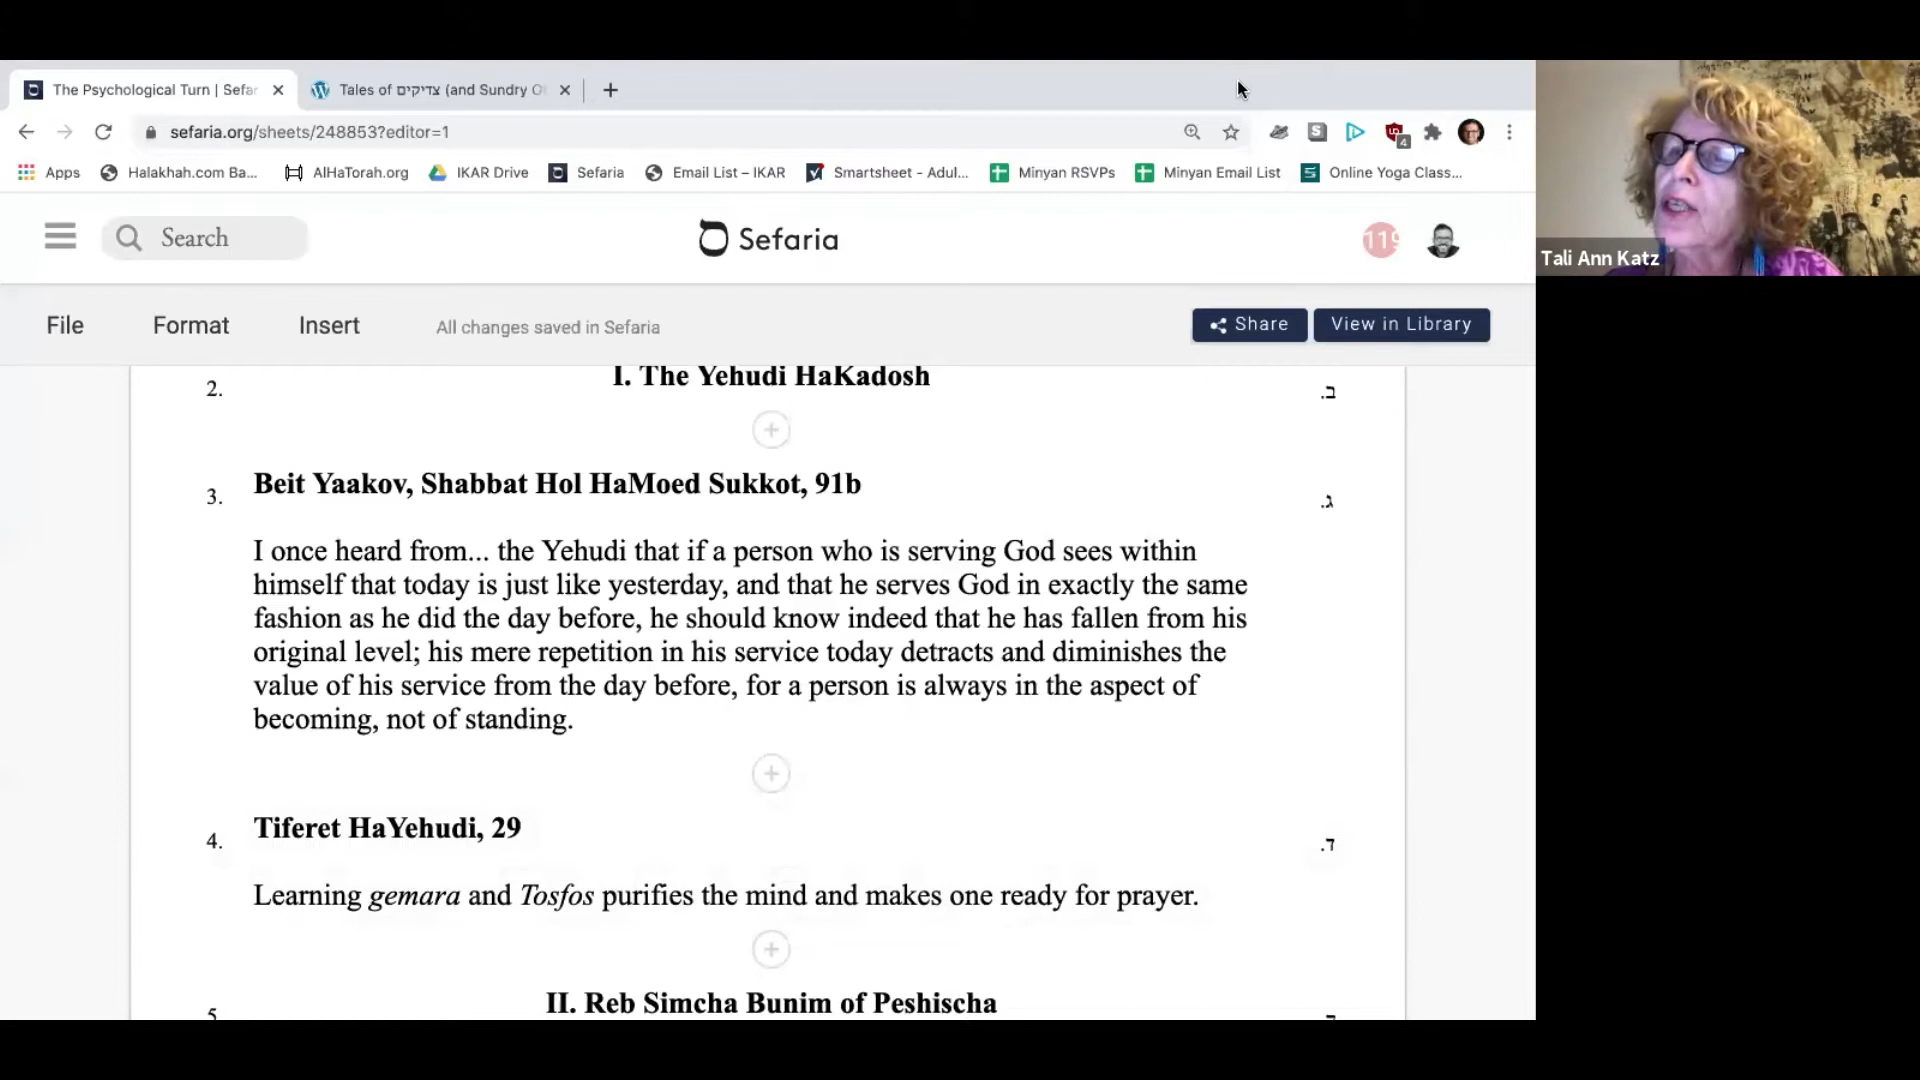 The Psychological Turn | Sefar
Tales of צדיקים (and Sundry O
sefaria.org/sheets/248853?editor=1
4
Apps
Halakhah.com Ba...
AlHaTorah.org
IKAR Drive
Sefaria
Email List – IKAR
Smartsheet - Adul...
Minyan RSVPs
Minyan Email List
Online Yoga Class...
Search
Sefaria
119
Tali Ann Katz
File
Format
Insert
All changes saved in Sefaria
Share
View in Library
2.
I. The Yehudi HaKadosh
ב.
3.
Beit Yaakov, Shabbat Hol HaMoed Sukkot, 91b
ג.
I once heard from... the Yehudi that if a person who is serving God sees within
himself that today is just like yesterday, and that he serves God in exactly the same
fashion as he did the day before, he should know indeed that he has fallen from his
original level; his mere repetition in his service today detracts and diminishes the
value of his service from the day before, for a person is always in the aspect of
becoming, not of standing.
4.
Tiferet HaYehudi, 29
ד.
Learning gemara and Tosfos purifies the mind and makes one ready for prayer.
5
II. Reb Simcha Bunim of Peshischa